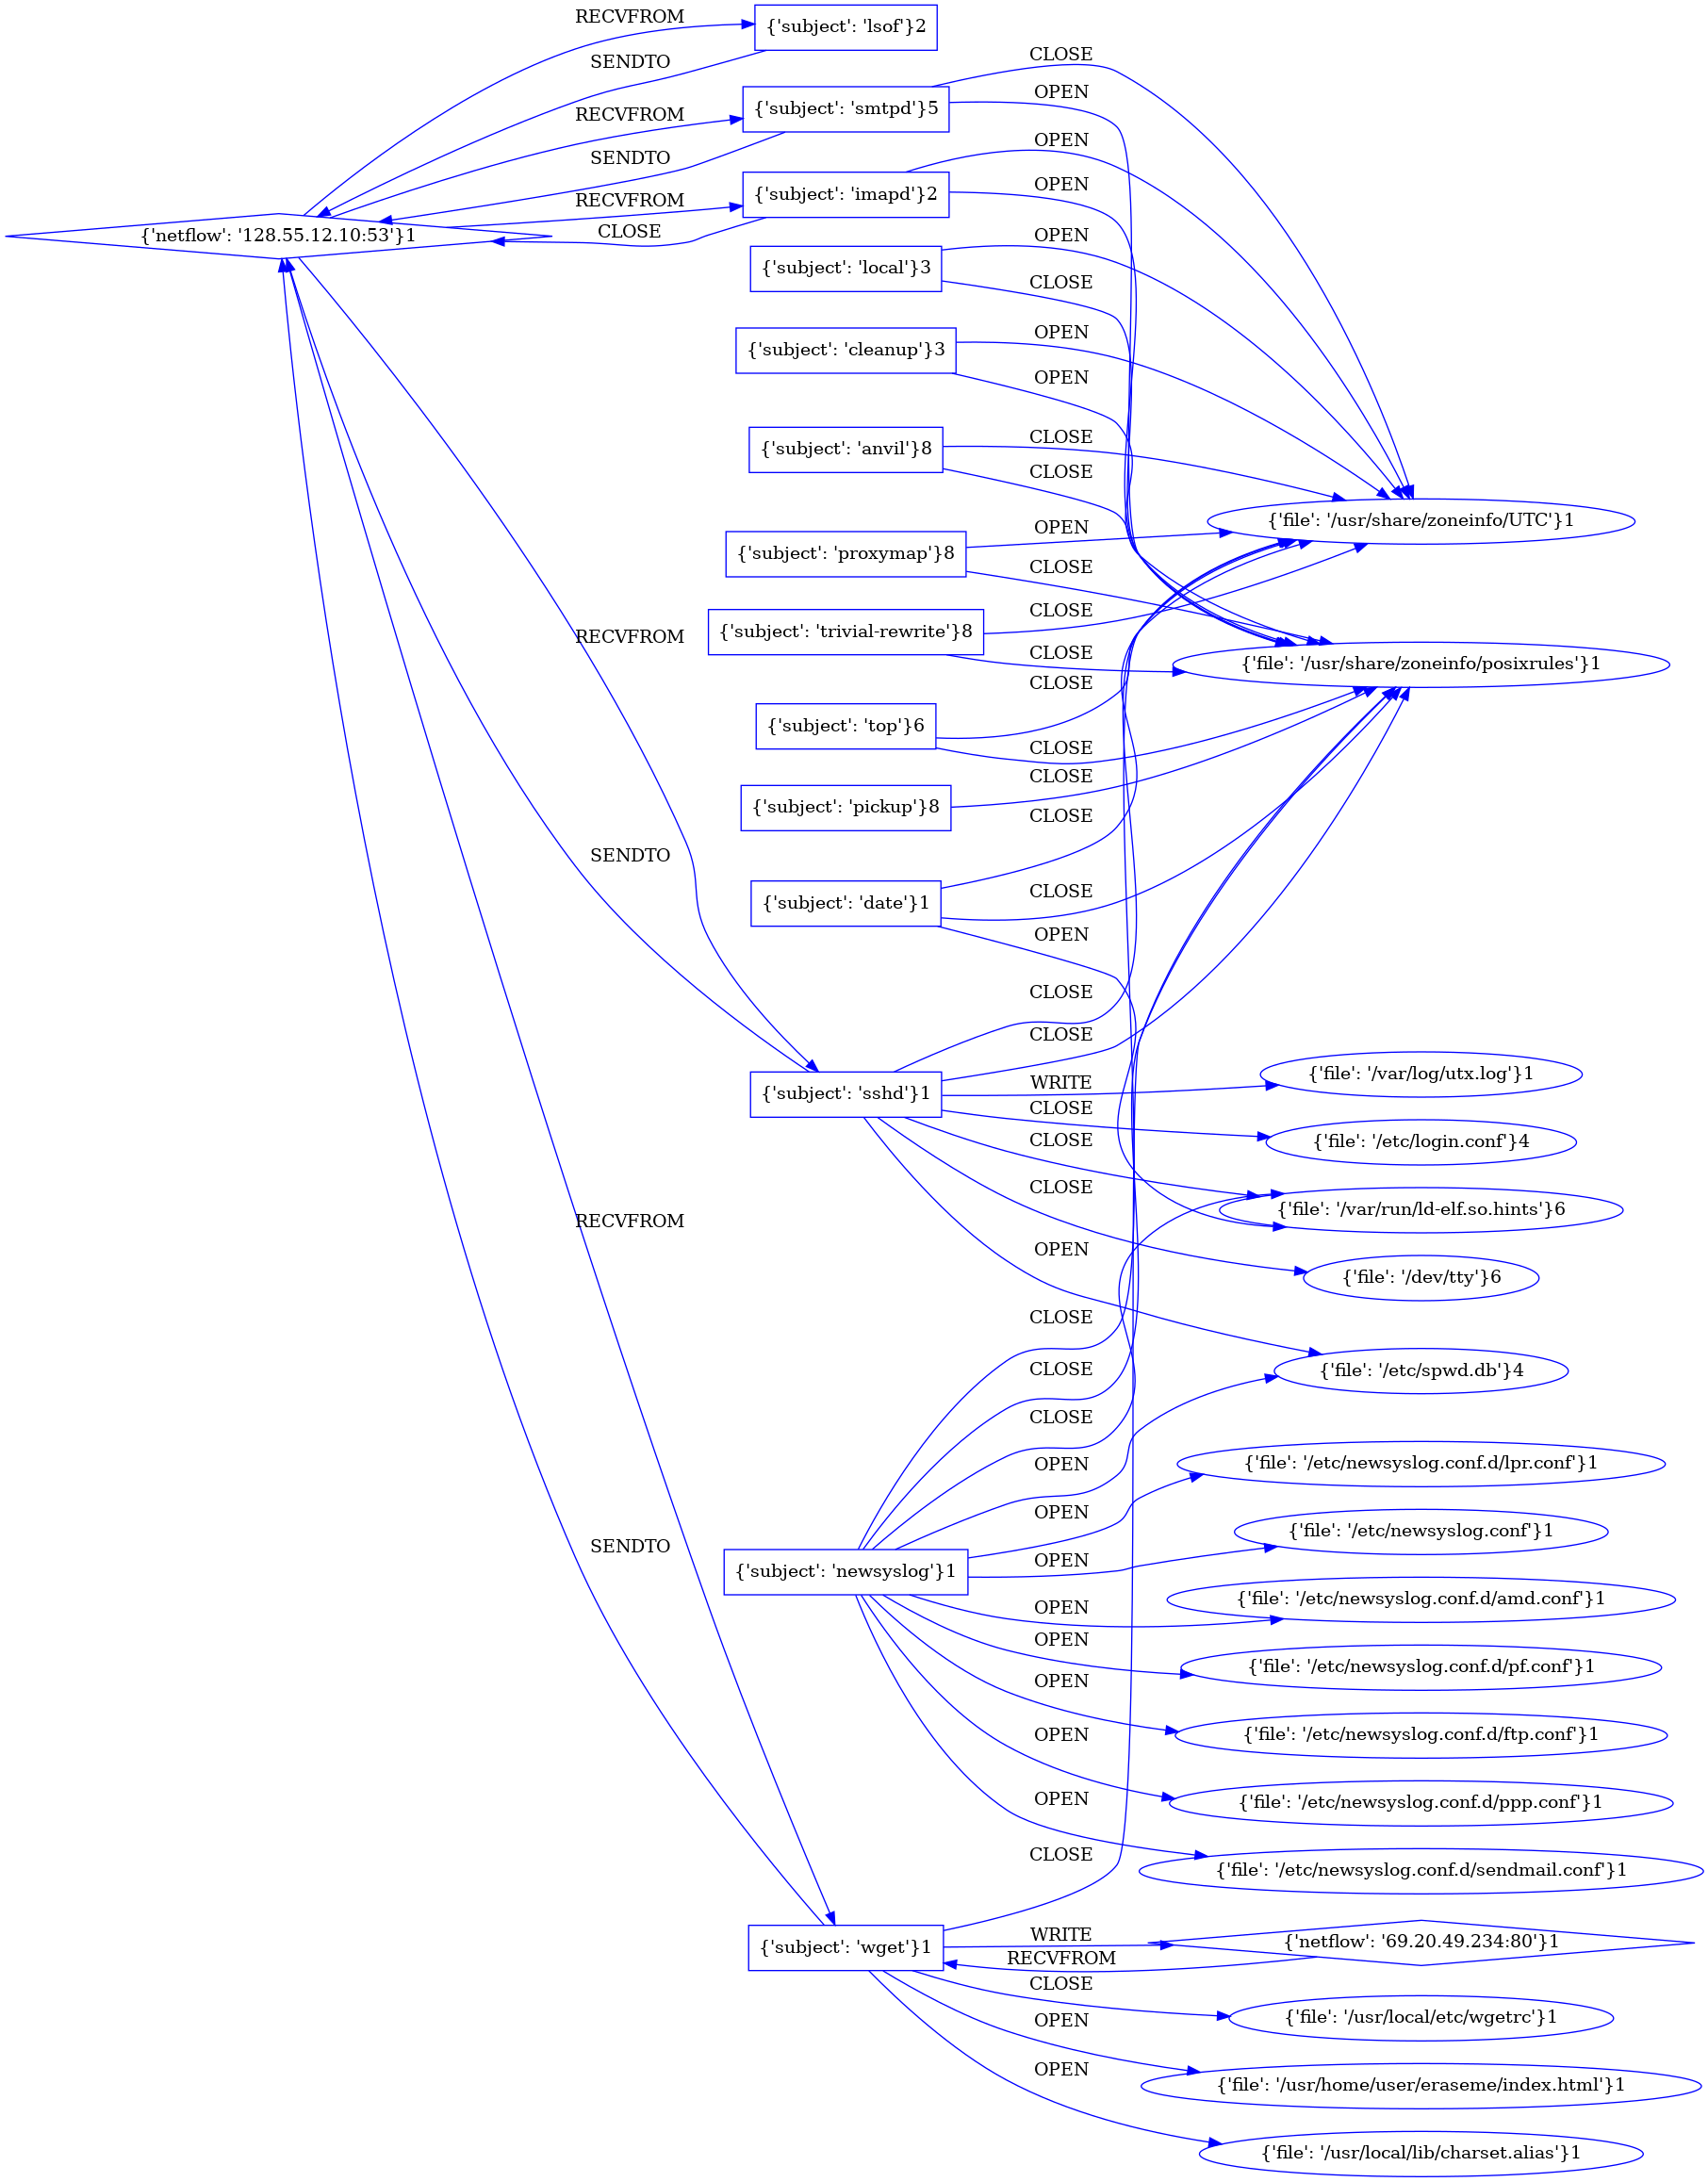 RECVFROM
{'subject': 'lsof'}2
SENDTO
CLOSE
RECVFROM
{'subject': 'smtpd'}5
OPEN
SENDTO
OPEN
RECVFROM
{'subject': 'imapd'}2
OPEN
{'netflow': '128.55.12.10:53'}1
CLOSE
OPEN
{'subject': 'local'}3
CLOSE
OPEN
{'subject': 'cleanup'}3
OPEN
CLOSE
{'subject': 'anvil'}8
CLOSE
{'file': '/usr/share/zoneinfo/UTC'}1
OPEN
{'subject': 'proxymap'}8
CLOSE
CLOSE
{'subject': 'trivial-rewrite'}8
RECVFROM
CLOSE
{'file': '/usr/share/zoneinfo/posixrules'}1
CLOSE
{'subject': 'top'}6
CLOSE
CLOSE
{'subject': 'pickup'}8
CLOSE
SENDTO
CLOSE
{'subject': 'date'}1
OPEN
CLOSE
CLOSE
{'file': '/var/log/utx.log'}1
WRITE
{'subject': 'sshd'}1
CLOSE
CLOSE
{'file': '/etc/login.conf'}4
CLOSE
{'file': '/var/run/ld-elf.so.hints'}6
RECVFROM
OPEN
{'file': '/dev/tty'}6
CLOSE
CLOSE
{'file': '/etc/spwd.db'}4
CLOSE
OPEN
{'file': '/etc/newsyslog.conf.d/lpr.conf'}1
OPEN
{'file': '/etc/newsyslog.conf'}1
SENDTO
OPEN
{'subject': 'newsyslog'}1
{'file': '/etc/newsyslog.conf.d/amd.conf'}1
OPEN
OPEN
{'file': '/etc/newsyslog.conf.d/pf.conf'}1
OPEN
{'file': '/etc/newsyslog.conf.d/ftp.conf'}1
OPEN
{'file': '/etc/newsyslog.conf.d/ppp.conf'}1
OPEN
CLOSE
{'file': '/etc/newsyslog.conf.d/sendmail.conf'}1
WRITE
{'subject': 'wget'}1
{'netflow': '69.20.49.234:80'}1
RECVFROM
CLOSE
{'file': '/usr/local/etc/wgetrc'}1
OPEN
{'file': '/usr/home/user/eraseme/index.html'}1
OPEN
{'file': '/usr/local/lib/charset.alias'}1